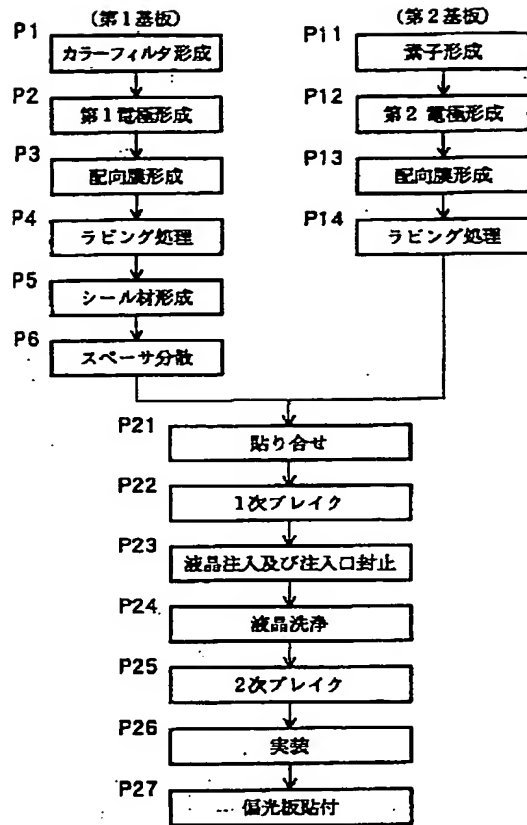 (第1基板)
P1
カラーフィルタ形成
P2
第1電極形成
P3
配向膜形成
P4
ラビング処理
P5
シール材形成
P6
スペーサ分散
(第2基板)
P11
素子形成
P12
第2電極形成
P13
配向膜形成
P14
ラビング処理
P21
貼り合せ
P22
1次ブレイク
P23
液晶注入及び注入口封止
P24
液晶洗浄
P25
2次ブレイク
P26
実装
P27
偏光板貼付